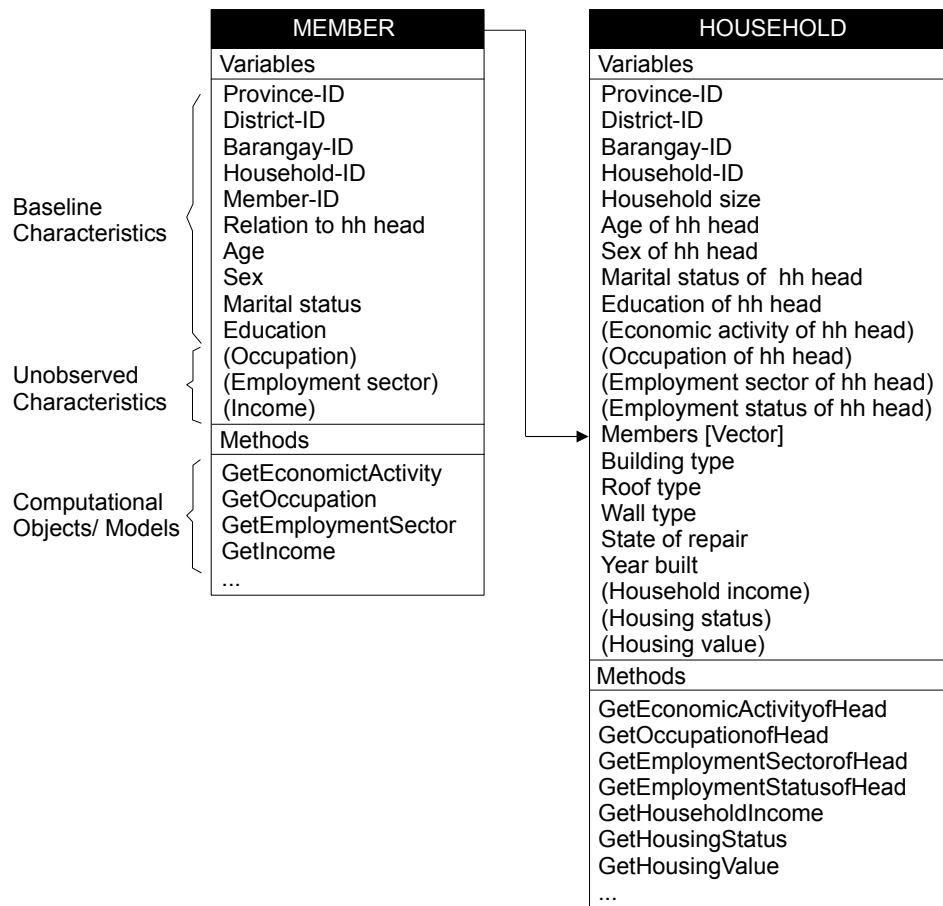 MEMBER
Variables
Province-ID
District-ID
Barangay-ID
Household-ID
Member-ID
Relation to hh head
Age
Sex
Marital status
Education
(Occupation)
(Employment sector)
(Income)
Methods
GetEconomictActivity
GetOccupation
GetEmploymentSector
GetIncome
...
Baseline
Characteristics
Unobserved
Characteristics
Computational
Objects/ Models
HOUSEHOLD
Variables
Province-ID
District-ID
Barangay-ID
Household-ID
Household size
Age of hh head
Sex of hh head
Marital status of  hh head
Education of hh head
(Economic activity of hh head)
(Occupation of hh head)
(Employment sector of hh head)
(Employment status of hh head)
Members [Vector]
Building type
Roof type
Wall type
State of repair
Year built
(Household income)
(Housing status)
(Housing value)
Methods
GetEconomicActivityofHead
GetOccupationofHead
GetEmploymentSectorofHead
GetEmploymentStatusofHead
GetHouseholdIncome
GetHousingStatus
GetHousingValue
...